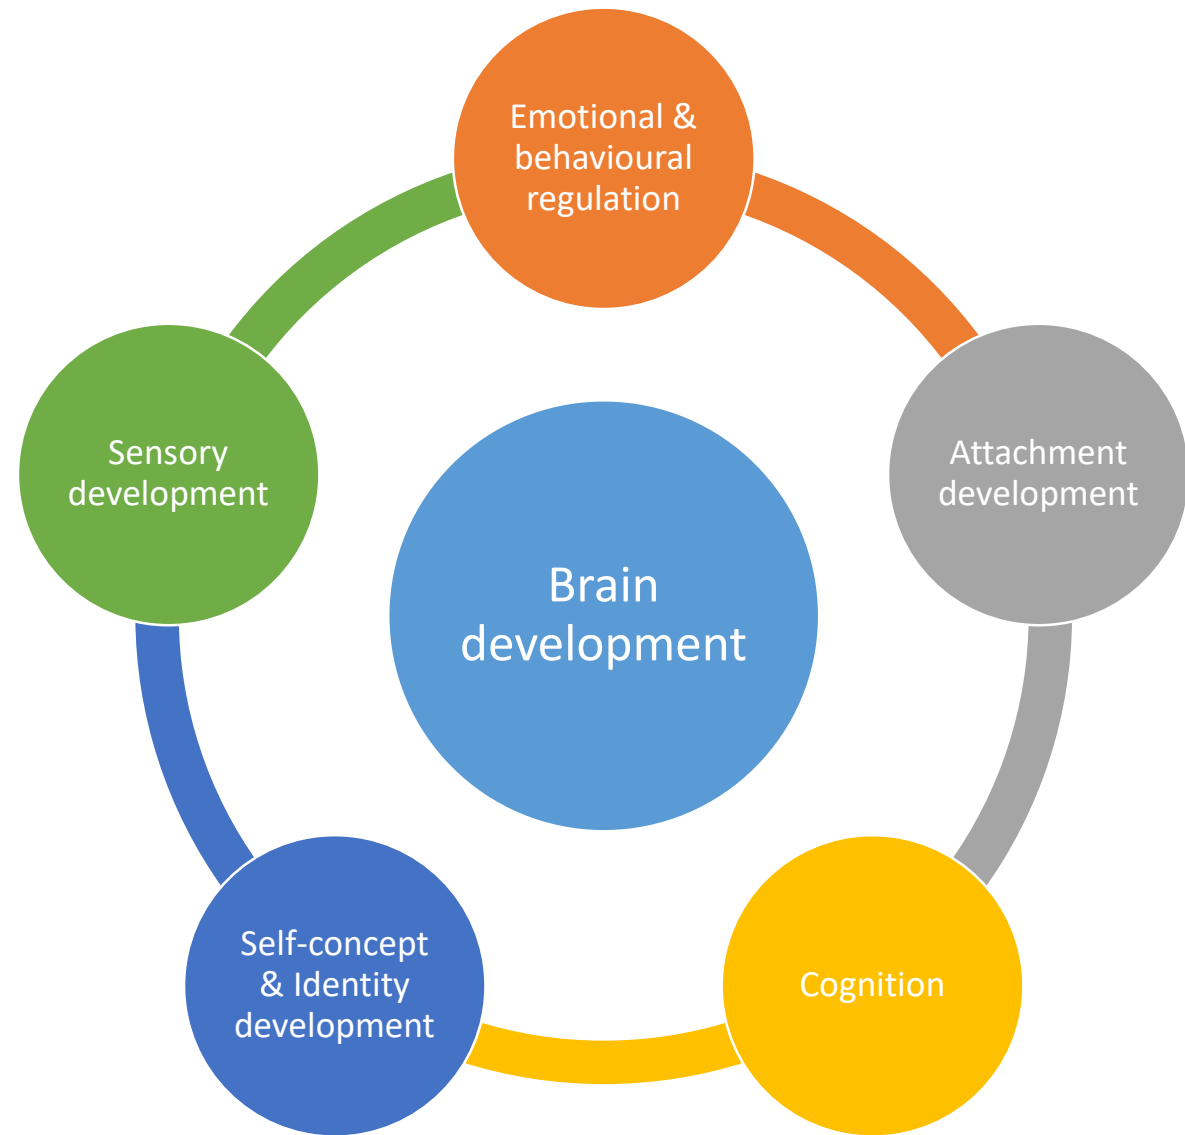 Emotional &
behavioural
regulation
Sensory
development
Attachment
development
Brain
development
Self-concept
& Identity
development
Cognition